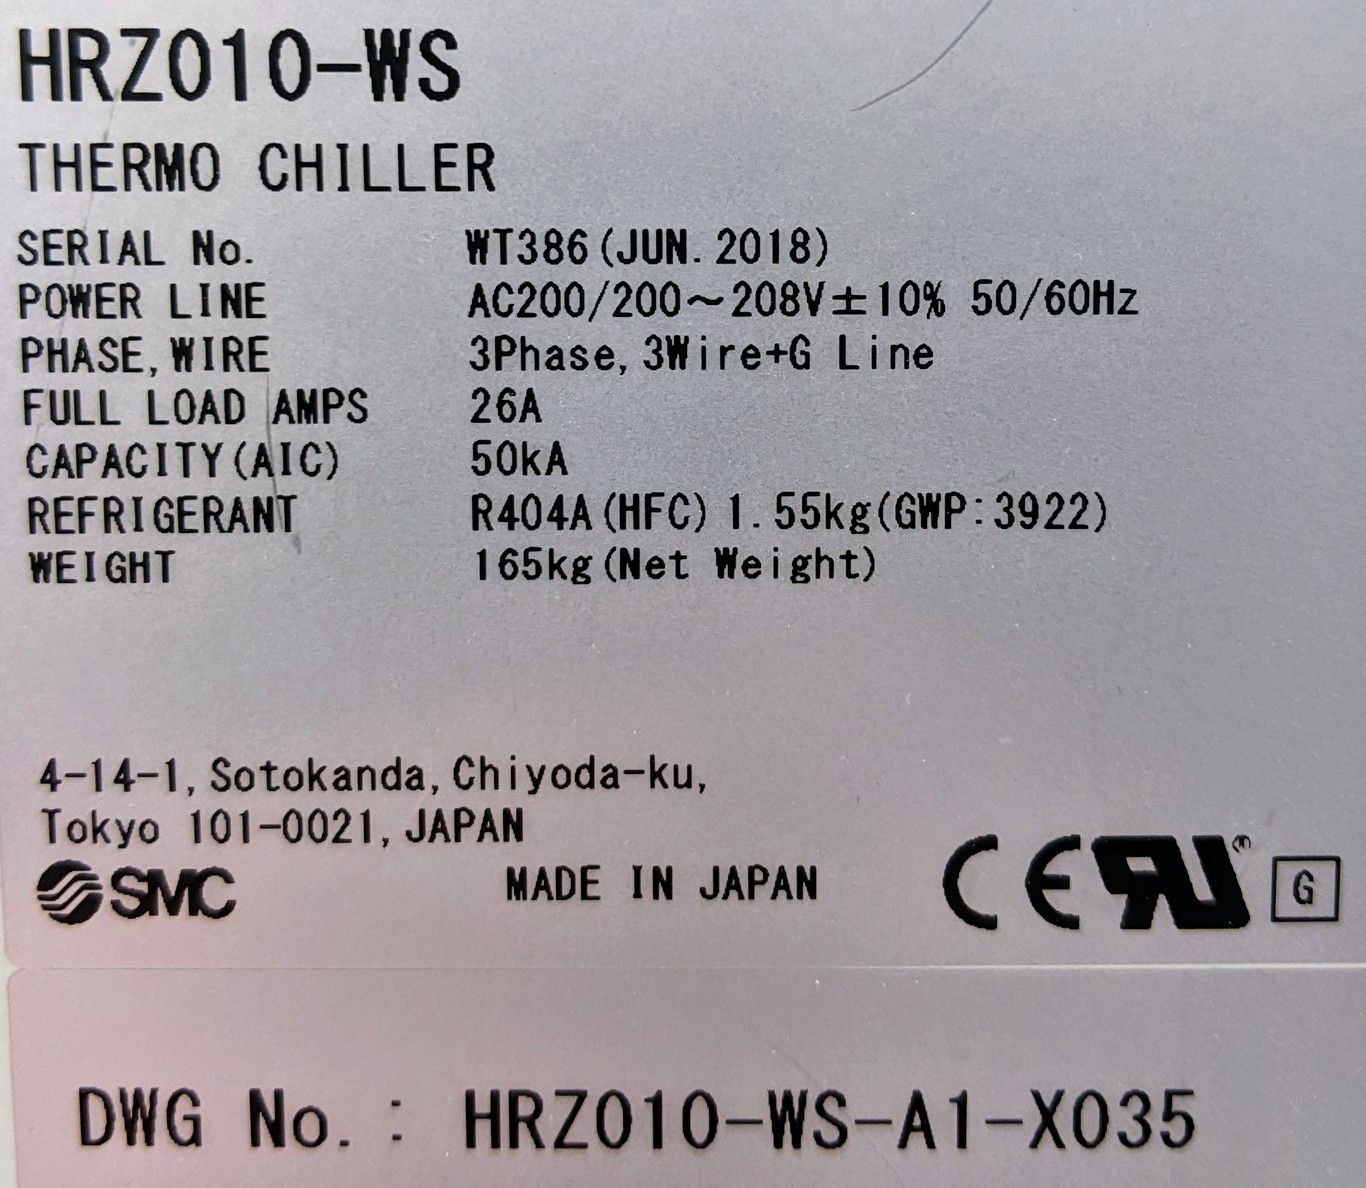 HRZ010-WS
THERMO CHILLER
SERIAL No. WT386(JUN.2018)
POWER LINE AC200/200～208V±10% 50/60Hz
PHASE,WIRE 3Phase,3Wire+G Line
FULL LOAD AMPS 26A
CAPACITY(AIC) 50kA
REFRIGERANT R404A(HFC) 1.55kg(GWP:3922)
WEIGHT 165kg(Net Weight)
4-14-1,Sotokanda,Chiyoda-ku,
Tokyo 101-0021,JAPAN
SMC MADE IN JAPAN CE RU ® G
DWG No.: HRZ010-WS-A1-X035